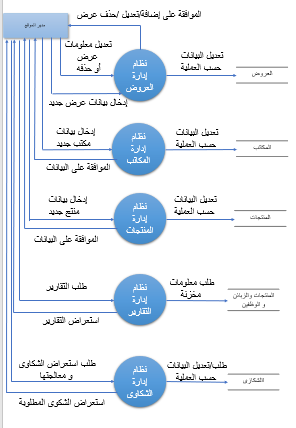 الموافقة على إضافة/تعديل /حذف عرض
مدير الموقع
تعديل معلومات
عرض
أو حذفه
نظام
إدارة
العروض
تعديل البيانات
حسب العملية
العروض
إدخال بيانات عرض جديد
إدخال بيانات
مكتب جديد
نظام
إدارة
المكاتب
تعديل البيانات
حسب العملية
المكاتب
الموافقة على البيانات
إدخال بيانات
منتج جديد
نظام
إدارة
المنتجات
تعديل البيانات
حسب العملية
المنتجات
الموافقة على البيانات
طلب التقارير
نظام
إدارة
التقارير
طلب معلومات
مخزنة
المنتجات والزبائن
والموظفين
استعراض التقارير
طلب استعراض الشكاوى
و معالجتها
نظام
إدارة
الشكاوى
طلب/تعديل البيانات
حسب العملية
الشكاوى
استعراض الشكوى المطلوبة